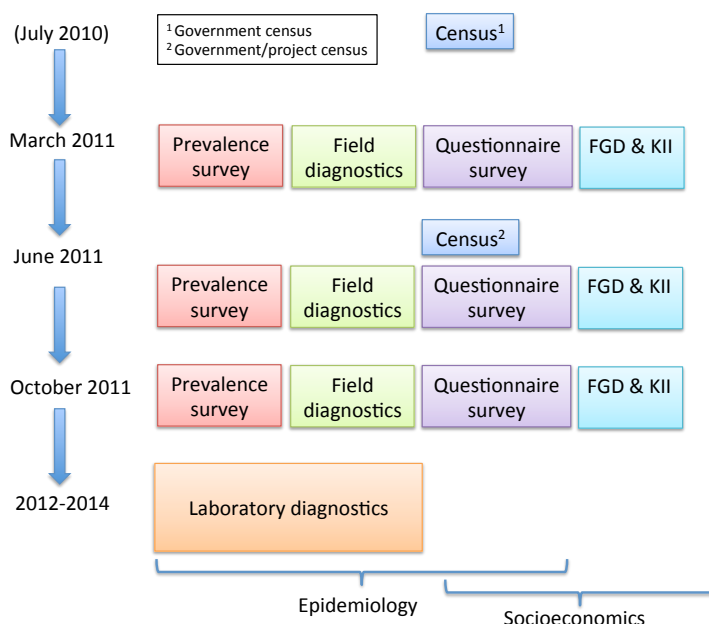 (July 2010)
¹ Government census
² Government/project census
Census¹
March 2011
Prevalence
survey
Field
diagnostics
Questionnaire
survey
FGD & KII
June 2011
Census²
Prevalence
survey
Field
diagnostics
Questionnaire
survey
FGD & KII
October 2011
Prevalence
survey
Field
diagnostics
Questionnaire
survey
FGD & KII
2012-2014
Laboratory diagnostics
Epidemiology
Socioeconomics